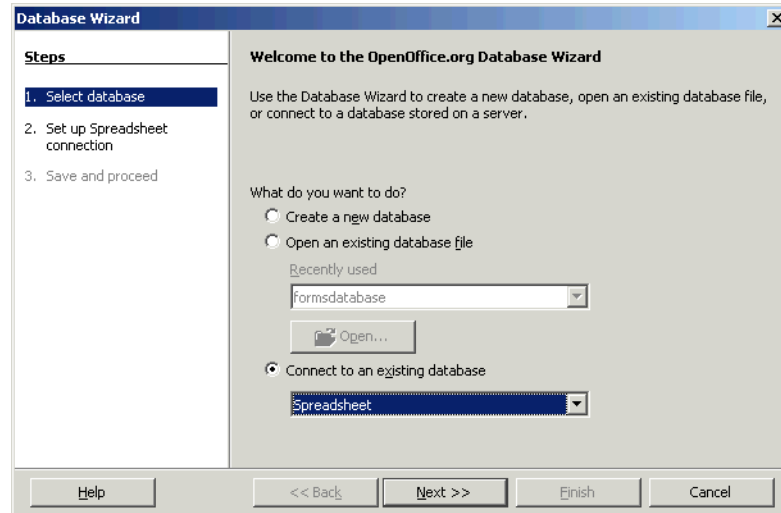 Database Wizard
Steps
1. Select database
2. Set up Spreadsheet
connection
3. Save and proceed
Welcome to the OpenOffice.org Database Wizard
Use the Database Wizard to create a new database, open an existing database file,
or connect to a database stored on a server.
What do you want to do?
Create a new database
Open an existing database file
Recently used
formsdatabase
Open...
Connect to an existing database
Spreadsheet
Help
<< Back
Next >>
Finish
Cancel